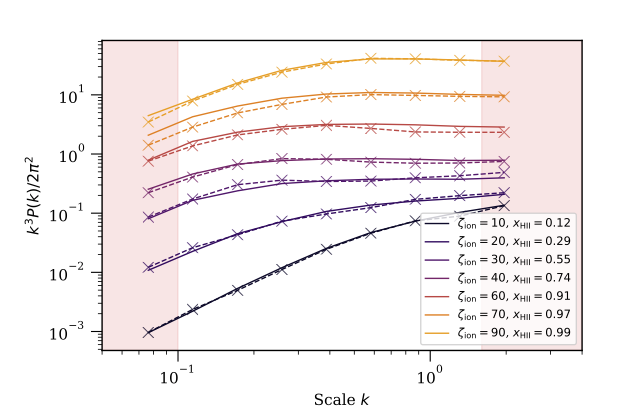 k³P(k)/2π²
10¹
10⁰
10⁻¹
10⁻²
10⁻³
ζion = 10, xHII = 0.12
ζion = 20, xHII = 0.29
ζion = 30, xHII = 0.55
ζion = 40, xHII = 0.74
ζion = 60, xHII = 0.91
ζion = 70, xHII = 0.97
ζion = 90, xHII = 0.99
10⁻¹
10⁰
Scale k